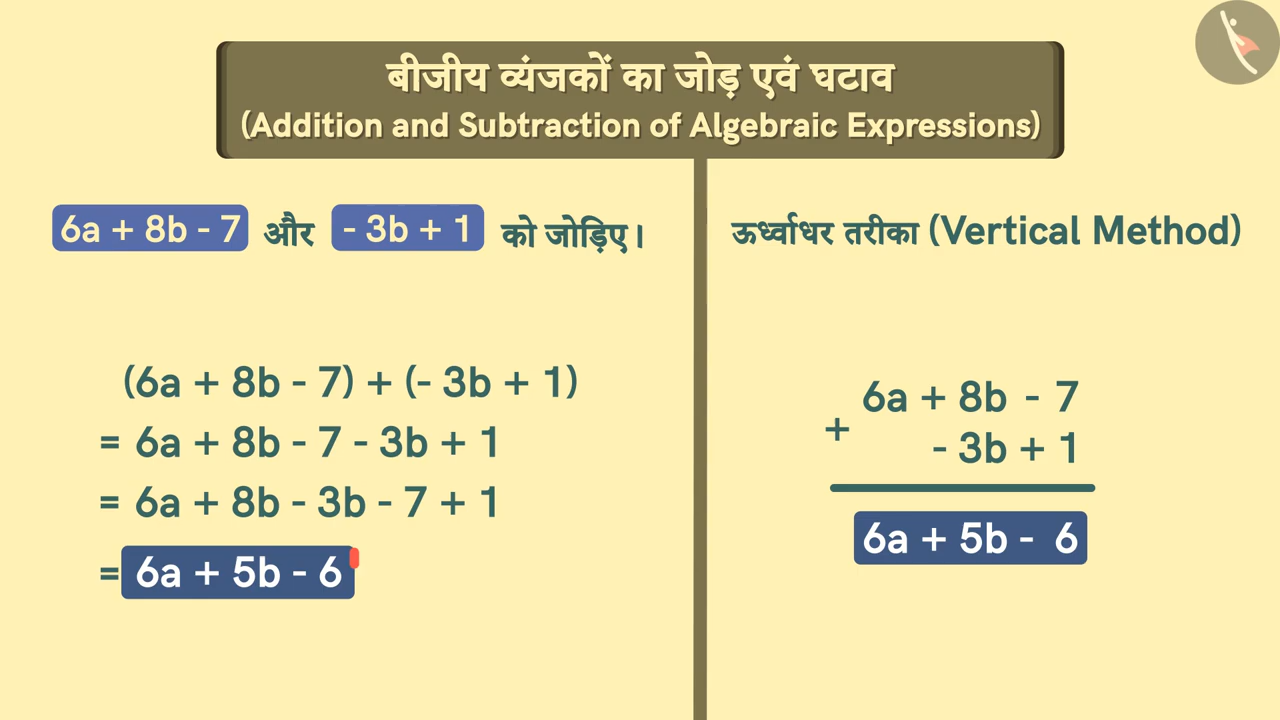 बीजीय व्यंजकों का जोड़ एवं घटाव
(Addition and Subtraction of Algebraic Expressions)
6a + 8b - 7 और - 3b + 1 को जोड़िए।
(6a + 8b - 7) + (- 3b + 1)
= 6a + 8b - 7 - 3b + 1
= 6a + 8b - 3b - 7 + 1
= 6a + 5b - 6
ऊर्ध्वाधर तरीका (Vertical Method)
6a + 8b - 7
+
- 3b + 1
6a + 5b - 6